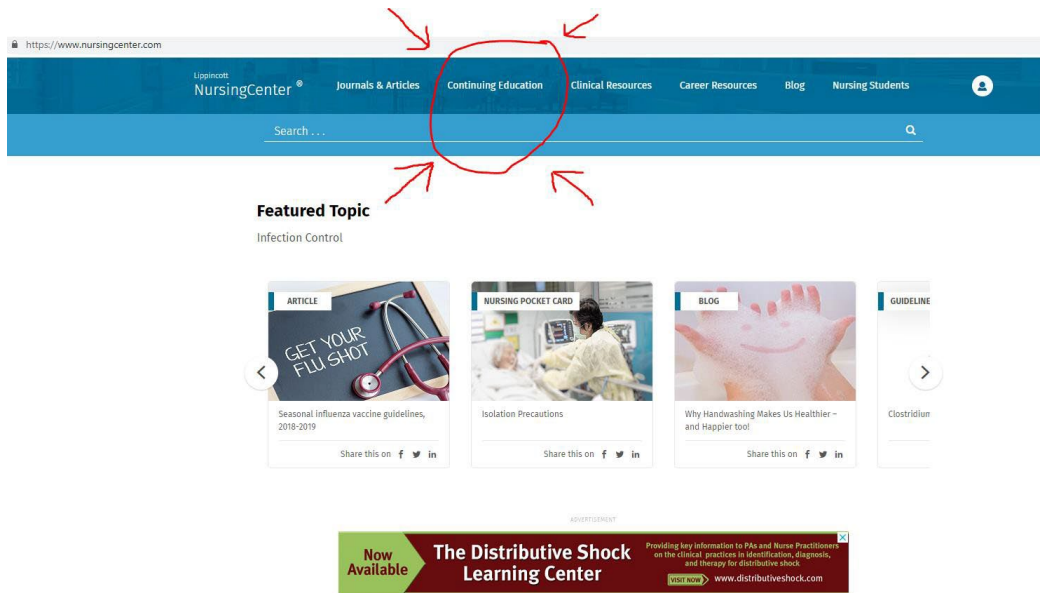 https://www.nursingcenter.com
Lippincott
NursingCenter ®
Journals & Articles
Continuing Education
Clinical Resources
Career Resources
Blog
Nursing Students
Search . . .
Featured Topic
Infection Control
ARTICLE
GET YOUR
FLU SHOT
Seasonal influenza vaccine guidelines,
2018-2019
Share this on f in
NURSING POCKET CARD
Isolation Precautions
Share this on f in
BLOG
Why Handwashing Makes Us Healthier –
and Happier too!
Share this on f in
GUIDELINE
Clostridium
ADVERTISEMENT
Now
Available
The Distributive Shock
Learning Center
Providing key information to PAs and Nurse Practitioners
on the clinical practices in identification, diagnosis,
and therapy for distributive shock
VISIT NOW www.distributiveshock.com